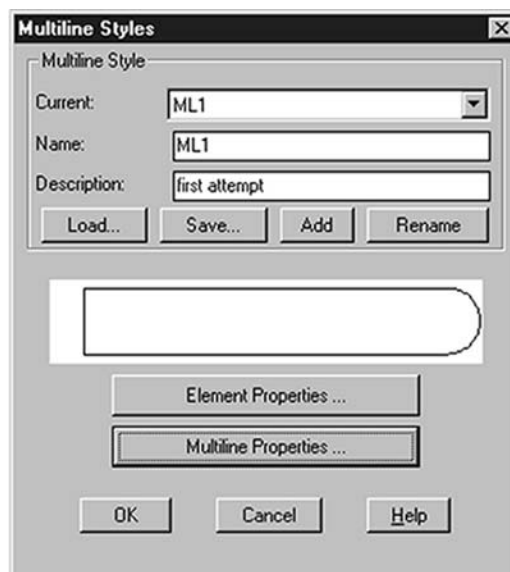 Multiline Styles
Multiline Style
Current: ML1
Name: ML1
Description: first attempt
Load... Save... Add Rename
Element Properties ...
Multiline Properties ...
OK Cancel Help